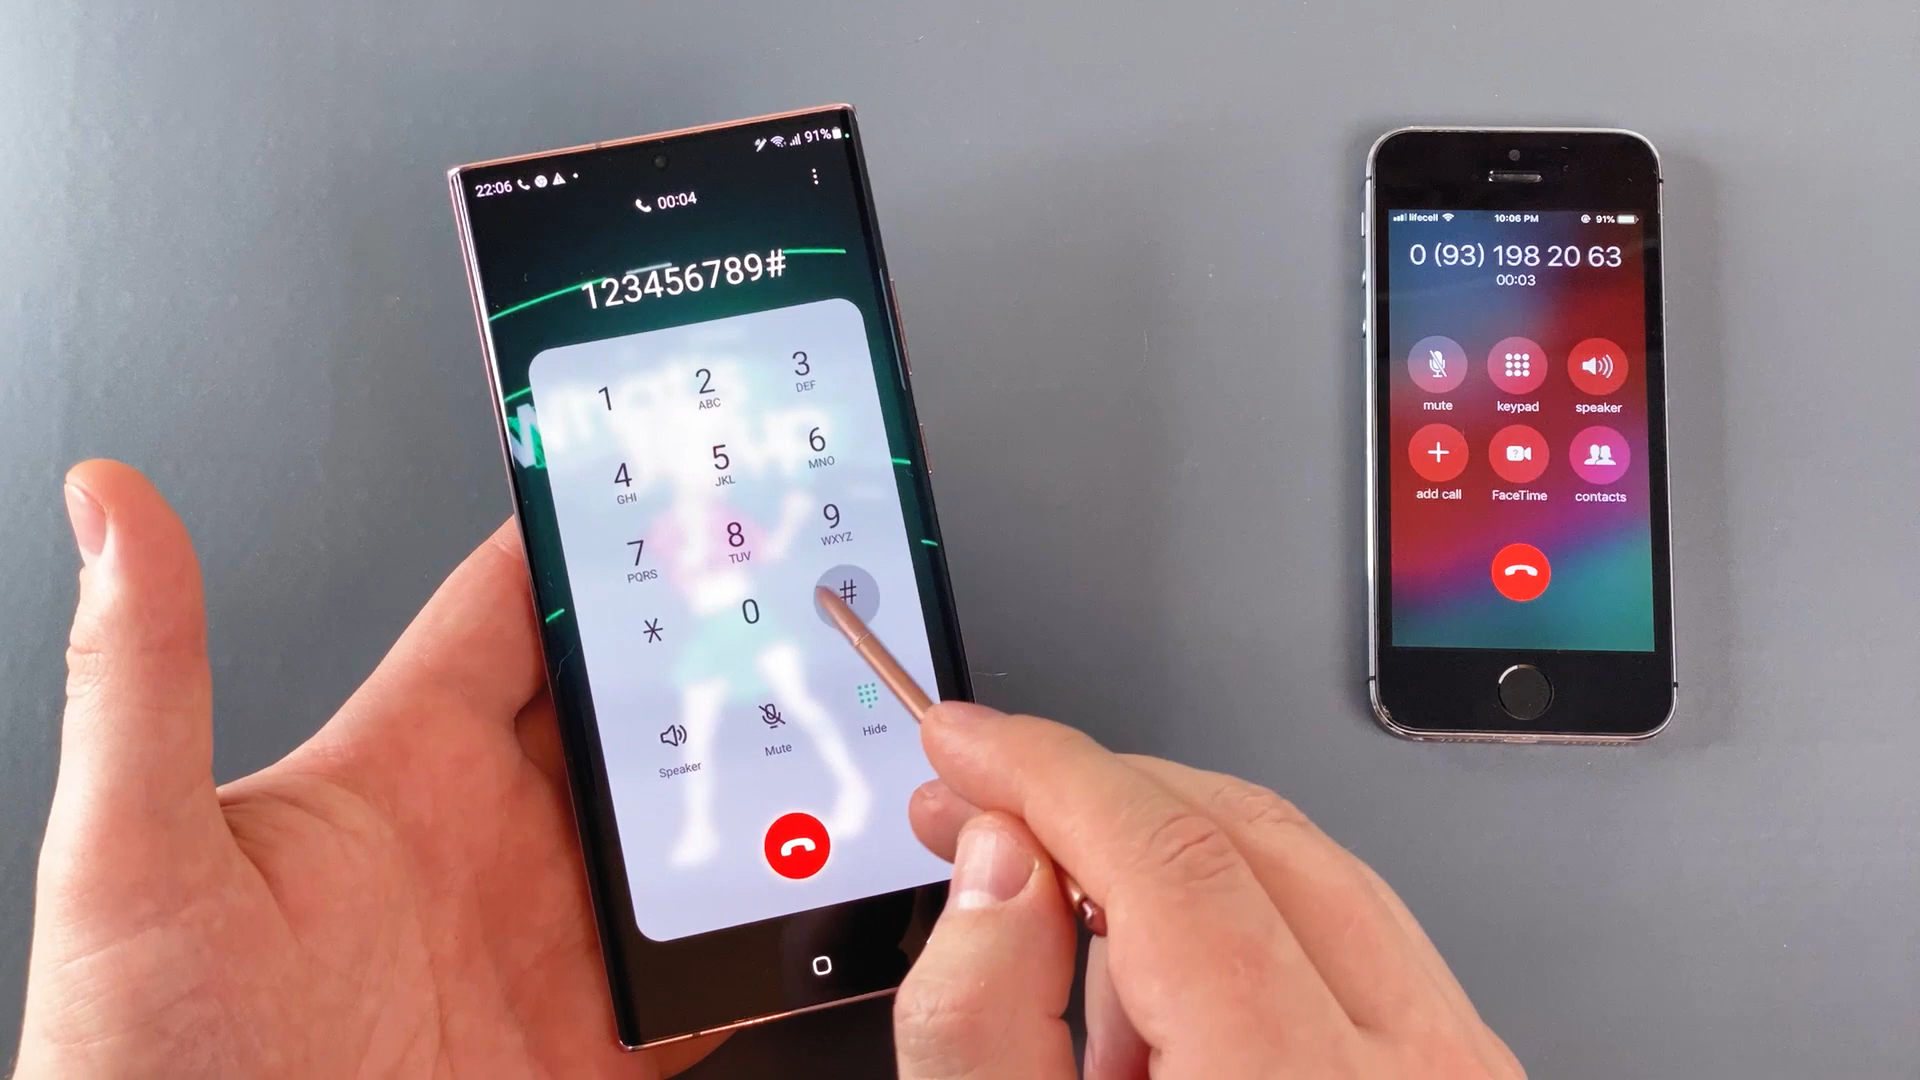 22:06
91%
00:04
123456789#
1
2
ABC
3
DEF
4
GHI
5
JKL
6
MNO
7
PQRS
8
TUV
9
WXYZ
*
0
#
Speaker
Mute
Hide
lifecell
10:06 PM
91%
0 (93) 198 20 63
00:03
mute
keypad
speaker
add call
FaceTime
contacts